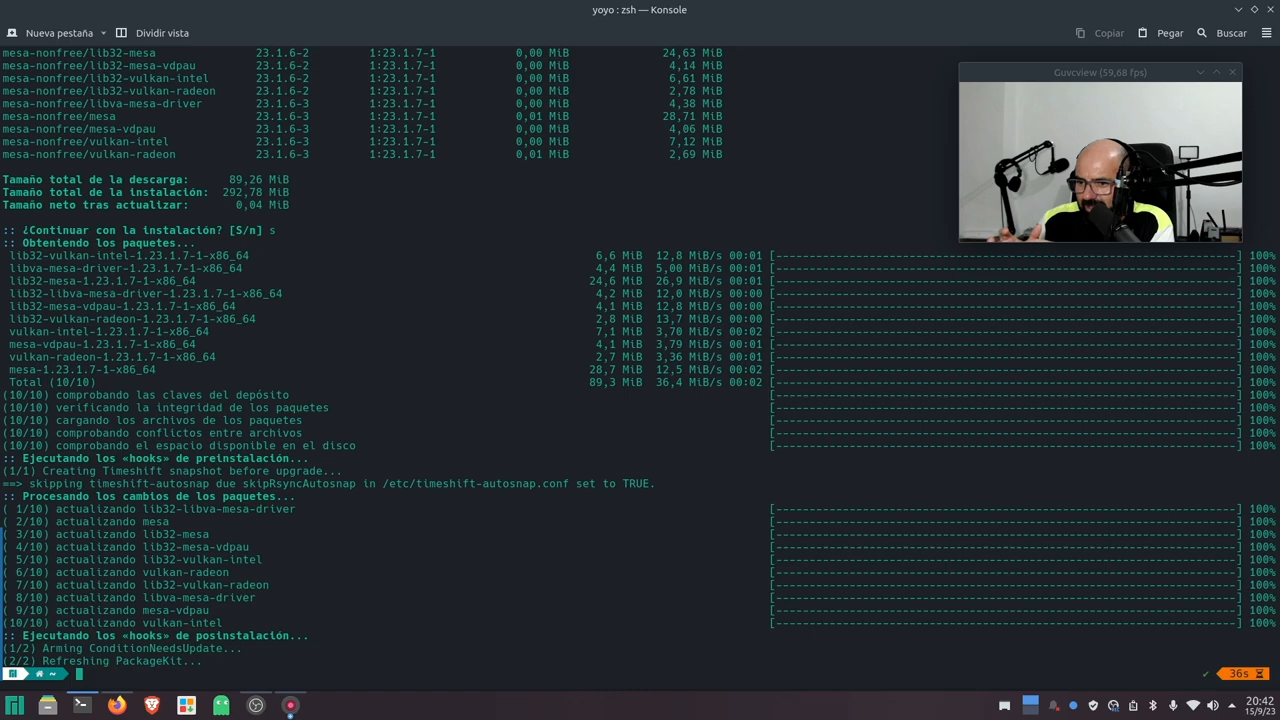 yoyo : zsh — Konsole
Nueva pestaña
Dividir vista
Copiar
Pegar
Buscar
mesa-nonfree/lib32-mesa 23.1.6-2 1:23.1.7-1 0,00 MiB 24,63 MiB
mesa-nonfree/lib32-mesa-vdpau 23.1.6-2 1:23.1.7-1 0,00 MiB 4,14 MiB
mesa-nonfree/lib32-vulkan-intel 23.1.6-2 1:23.1.7-1 0,00 MiB 6,61 MiB
mesa-nonfree/lib32-vulkan-radeon 23.1.6-2 1:23.1.7-1 0,00 MiB 2,78 MiB
mesa-nonfree/libva-mesa-driver 23.1.6-3 1:23.1.7-1 0,00 MiB 4,38 MiB
mesa-nonfree/mesa 23.1.6-3 1:23.1.7-1 0,01 MiB 28,71 MiB
mesa-nonfree/mesa-vdpau 23.1.6-3 1:23.1.7-1 0,00 MiB 4,06 MiB
mesa-nonfree/vulkan-intel 23.1.6-3 1:23.1.7-1 0,00 MiB 7,12 MiB
mesa-nonfree/vulkan-radeon 23.1.6-3 1:23.1.7-1 0,01 MiB 2,69 MiB
Guvcview (59,68 fps)
Tamaño total de la descarga: 89,26 MiB
Tamaño total de la instalación: 292,78 MiB
Tamaño neto tras actualizar: 0,04 MiB
:: ¿Continuar con la instalación? [S/n] s
:: Obteniendo los paquetes...
lib32-vulkan-intel-1.23.1.7-1-x86_64 6,6 MiB 12,8 MiB/s 00:01 [--------------------] 100%
libva-mesa-driver-1.23.1.7-1-x86_64 4,4 MiB 5,00 MiB/s 00:01 [--------------------] 100%
lib32-mesa-1.23.1.7-1-x86_64 24,6 MiB 26,9 MiB/s 00:01 [--------------------] 100%
lib32-libva-mesa-driver-1.23.1.7-1-x86_64 4,2 MiB 12,0 MiB/s 00:00 [--------------------] 100%
lib32-mesa-vdpau-1.23.1.7-1-x86_64 4,1 MiB 12,8 MiB/s 00:00 [--------------------] 100%
lib32-vulkan-radeon-1.23.1.7-1-x86_64 2,8 MiB 13,7 MiB/s 00:00 [--------------------] 100%
vulkan-intel-1.23.1.7-1-x86_64 7,1 MiB 3,70 MiB/s 00:02 [--------------------] 100%
mesa-vdpau-1.23.1.7-1-x86_64 4,1 MiB 3,79 MiB/s 00:01 [--------------------] 100%
vulkan-radeon-1.23.1.7-1-x86_64 2,7 MiB 3,36 MiB/s 00:01 [--------------------] 100%
mesa-1.23.1.7-1-x86_64 28,7 MiB 12,5 MiB/s 00:02 [--------------------] 100%
Total (10/10) 89,3 MiB 36,4 MiB/s 00:02 [--------------------] 100%
(10/10) comprobando las claves del depósito [--------------------] 100%
(10/10) verificando la integridad de los paquetes [--------------------] 100%
(10/10) cargando los archivos de los paquetes [--------------------] 100%
(10/10) comprobando conflictos entre archivos [--------------------] 100%
(10/10) comprobando el espacio disponible en el disco [--------------------] 100%
:: Ejecutando los «hooks» de preinstalación...
(1/1) Creating Timeshift snapshot before upgrade...
==> skipping timeshift-autosnap due skipRsyncAutosnap in /etc/timeshift-autosnap.conf set to TRUE.
:: Procesando los cambios de los paquetes...
( 1/10) actualizando lib32-libva-mesa-driver [--------------------] 100%
( 2/10) actualizando mesa [--------------------] 100%
( 3/10) actualizando lib32-mesa [--------------------] 100%
( 4/10) actualizando lib32-mesa-vdpau [--------------------] 100%
( 5/10) actualizando lib32-vulkan-intel [--------------------] 100%
( 6/10) actualizando vulkan-radeon [--------------------] 100%
( 7/10) actualizando lib32-vulkan-radeon [--------------------] 100%
( 8/10) actualizando libva-mesa-driver [--------------------] 100%
( 9/10) actualizando mesa-vdpau [--------------------] 100%
(10/10) actualizando vulkan-intel [--------------------] 100%
:: Ejecutando los «hooks» de posinstalación...
(1/2) Arming ConditionNeedsUpdate...
(2/2) Refreshing PackageKit...
~
✓ 36s
20:42
15/9/23